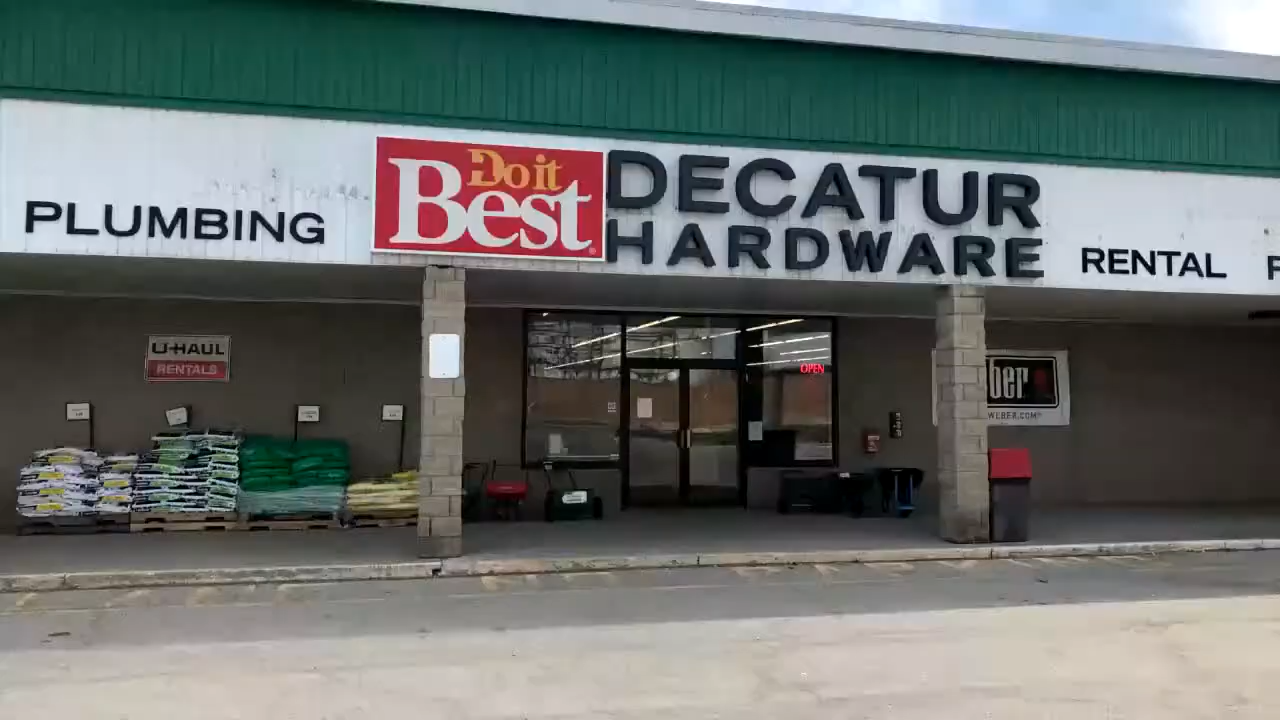 PLUMBING
Do it
Best
DECATUR
HARDWARE
RENTAL
U-HAUL
RENTALS
OPEN
WEBER.COM